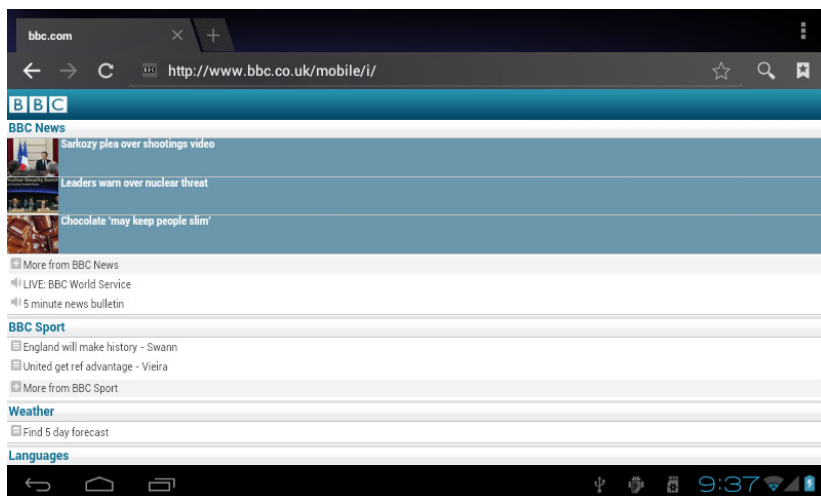 bbc.com
http://www.bbc.co.uk/mobile/i/
BBC
BBC News
Sarkozy plea over shootings video
Leaders warn over nuclear threat
Chocolate 'may keep people slim'
More from BBC News
LIVE: BBC World Service
5 minute news bulletin
BBC Sport
England will make history - Swann
United get ref advantage - Vieira
More from BBC Sport
Weather
Find 5 day forecast
Languages
9:37